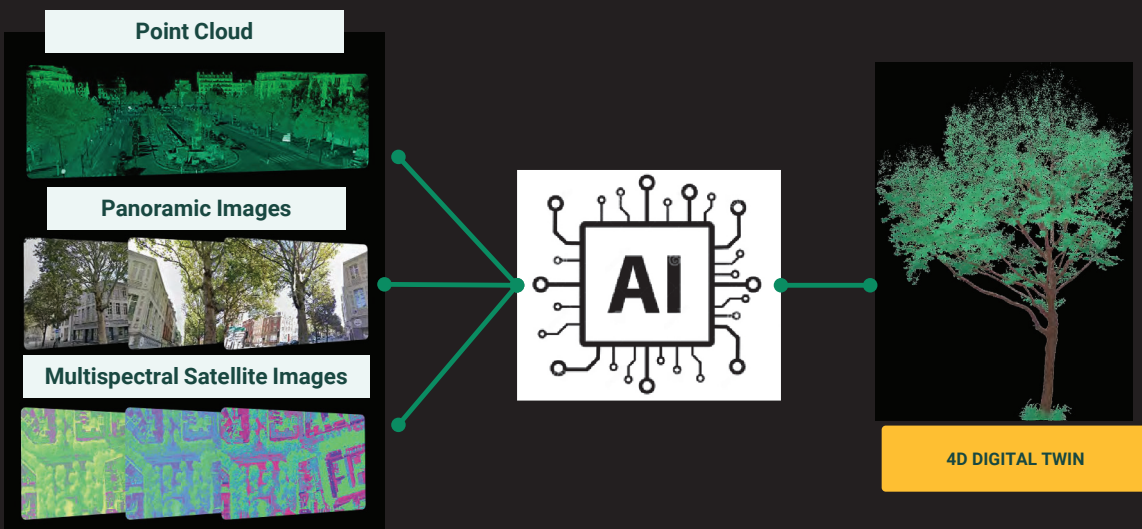 Point Cloud
Panoramic Images
Multispectral Satellite Images
AI
4D DIGITAL TWIN